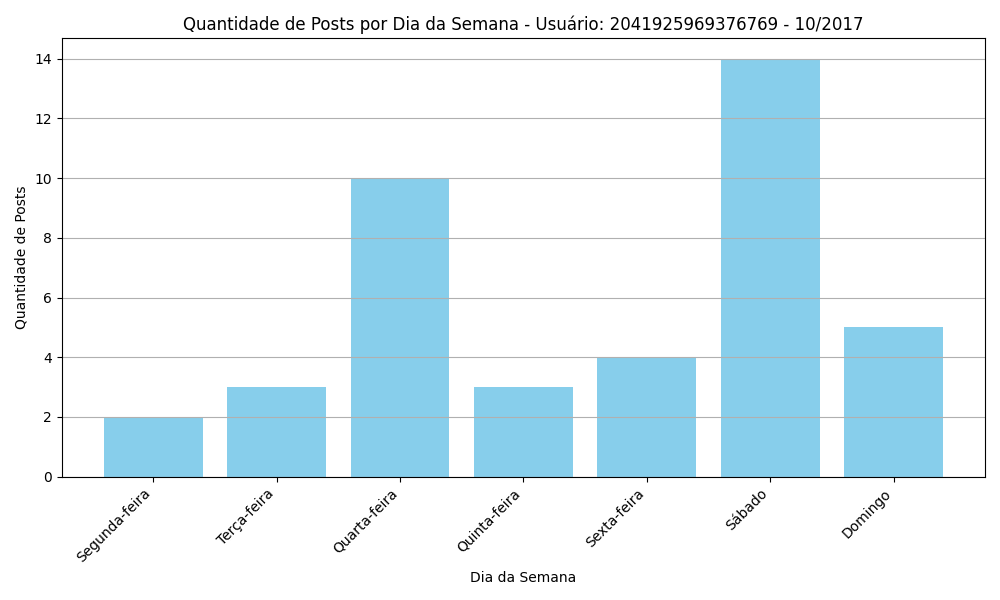 Quantidade de Posts por Dia da Semana - Usuário: 2041925969376769 - 10/2017
Quantidade de Posts
14
12
10
8
6
4
2
0
Segunda-feira
Terça-feira
Quarta-feira
Quinta-feira
Sexta-feira
Sábado
Domingo
Dia da Semana